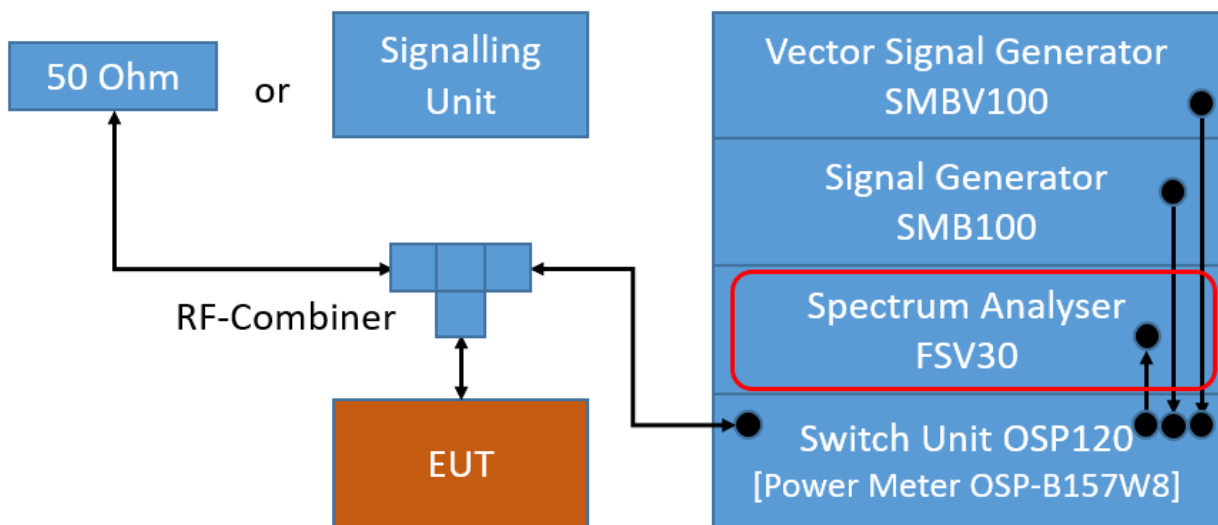 50 Ohm
or
Signalling
Unit
Vector Signal Generator
SMBV100
Signal Generator
SMB100
Spectrum Analyser
FSV30
RF-Combiner
EUT
Switch Unit OSP120
[Power Meter OSP-B157W8]